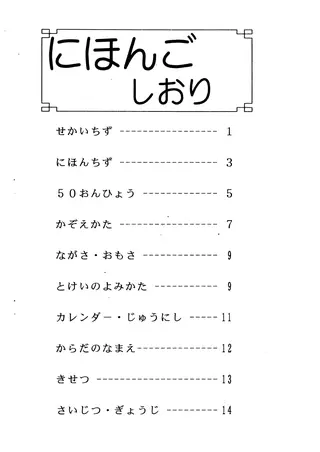 にほんご
しおり
せかいちず ----------------- 1
にほんちず ----------------- 3
５０おんひょう -------------- 5
かぞえかた ----------------- 7
ながさ・おもさ -------------- 9
とけいのよみかた ------------ 9
カレンダー・じゅうにし ------ 11
からだのなまえ-------------- 12
きせつ --------------------- 13
さいじつ・ぎょうじ --------- 14